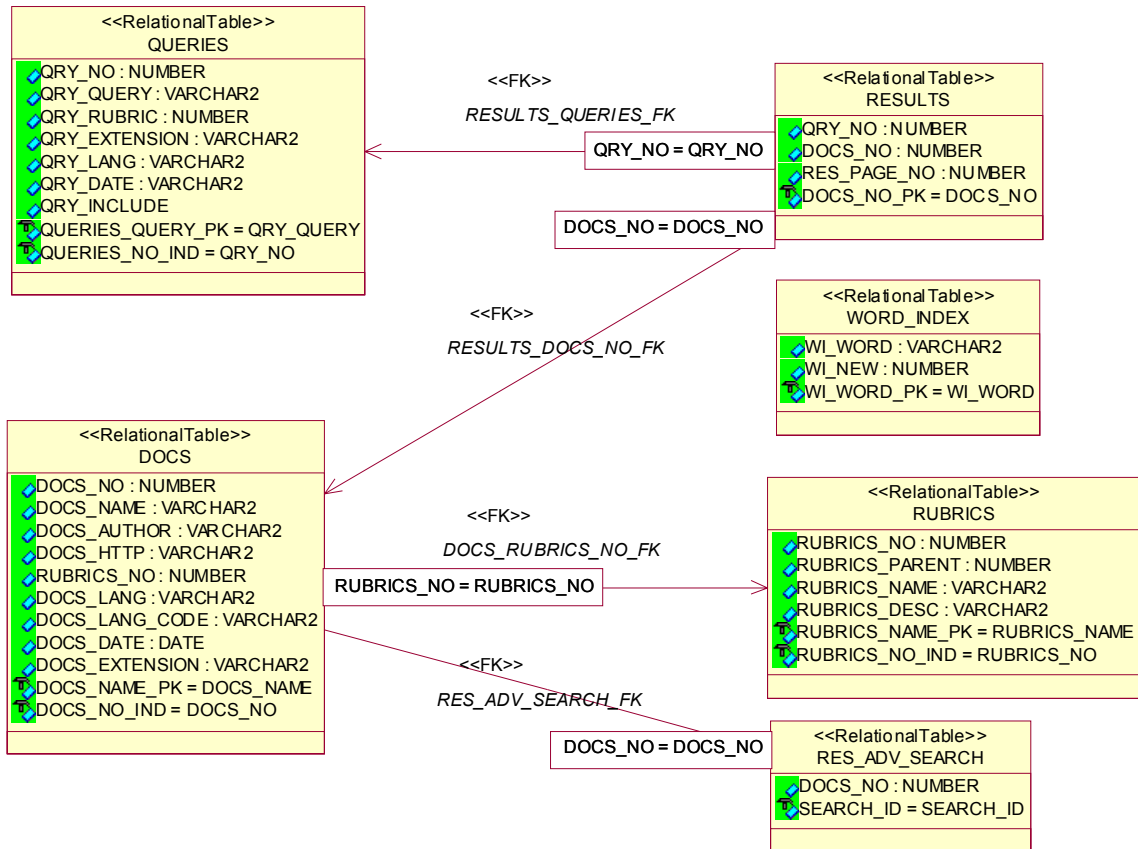 <<RelationalTable>>
QUERIES
QRY_NO : NUMBER
QRY_QUERY : VARCHAR2
QRY_RUBRIC : NUMBER
QRY_EXTENSION : VARCHAR2
QRY_LANG : VARCHAR2
QRY_DATE : VARCHAR2
QRY_INCLUDE
QUERIES_QUERY_PK = QRY_QUERY
QUERIES_NO_IND = QRY_NO
<<FK>>
RESULTS_QUERIES_FK
QRY_NO = QRY_NO
<<RelationalTable>>
RESULTS
QRY_NO : NUMBER
DOCS_NO : NUMBER
RES_PAGE_NO : NUMBER
DOCS_NO_PK = DOCS_NO
DOCS_NO = DOCS_NO
<<FK>>
RESULTS_DOCS_NO_FK
<<RelationalTable>>
WORD_INDEX
WI_WORD : VARCHAR2
WI_NEW : NUMBER
WI_WORD_PK = WI_WORD
<<RelationalTable>>
DOCS
DOCS_NO : NUMBER
DOCS_NAME : VARCHAR2
DOCS_AUTHOR : VARCHAR2
DOCS_HTTP : VARCHAR2
RUBRICS_NO : NUMBER
DOCS_LANG : VARCHAR2
DOCS_LANG_CODE : VARCHAR2
DOCS_DATE : DATE
DOCS_EXTENSION : VARCHAR2
DOCS_NAME_PK = DOCS_NAME
DOCS_NO_IND = DOCS_NO
<<FK>>
DOCS_RUBRICS_NO_FK
RUBRICS_NO = RUBRICS_NO
<<RelationalTable>>
RUBRICS
RUBRICS_NO : NUMBER
RUBRICS_PARENT : NUMBER
RUBRICS_NAME : VARCHAR2
RUBRICS_DESC : VARCHAR2
RUBRICS_NAME_PK = RUBRICS_NAME
RUBRICS_NO_IND = RUBRICS_NO
<<FK>>
RES_ADV_SEARCH_FK
DOCS_NO = DOCS_NO
<<RelationalTable>>
RES_ADV_SEARCH
DOCS_NO : NUMBER
SEARCH_ID = SEARCH_ID